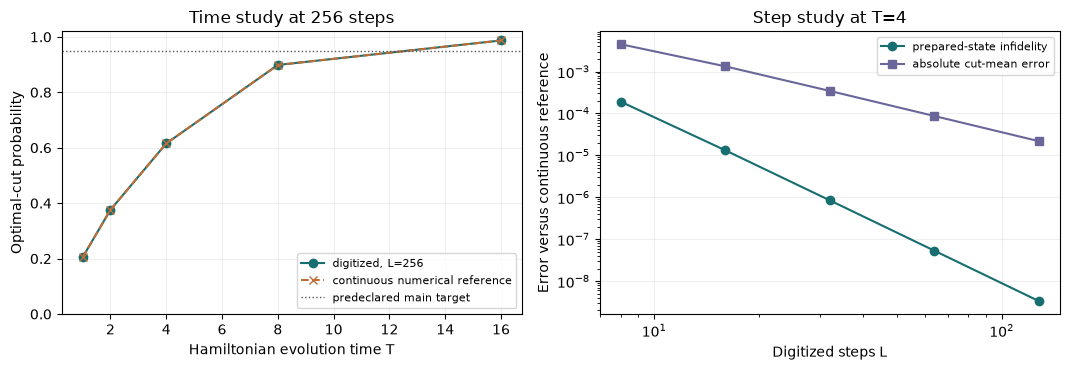 Time study at 256 steps
Optimal-cut probability
1.0
0.8
0.6
0.4
0.2
0.0
digitized, L=256
continuous numerical reference
predeclared main target
2 4 6 8 10 12 14 16
Hamiltonian evolution time T
Step study at T=4
Error versus continuous reference
prepared-state infidelity
absolute cut-mean error
10⁻³
10⁻⁴
10⁻⁵
10⁻⁶
10⁻⁷
10⁻⁸
10¹ 10²
Digitized steps L